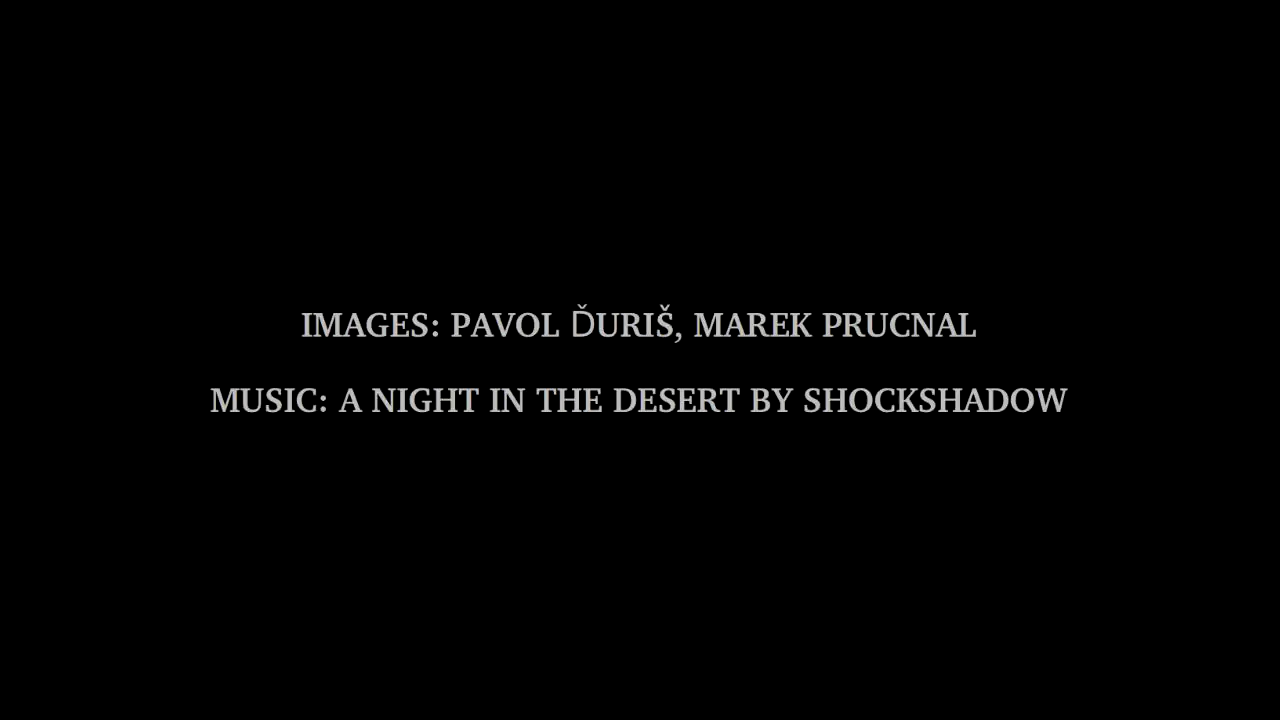 IMAGES: PAVOL ĎURIŠ, MAREK PRUCNAL
MUSIC: A NIGHT IN THE DESERT BY SHOCKSHADOW